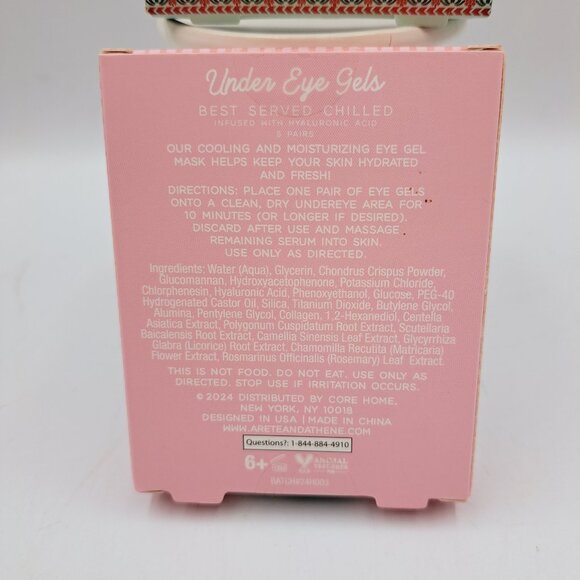 Under Eye Gels
BEST SERVED CHILLED
INFUSED WITH HYALURONIC ACID
5 PAIRS
OUR COOLING AND MOISTURIZING EYE GEL
MASK HELPS KEEP YOUR SKIN HYDRATED
AND FRESH!
DIRECTIONS: PLACE ONE PAIR OF EYE GELS
ONTO A CLEAN, DRY UNDEREYE AREA FOR
10 MINUTES (OR LONGER IF DESIRED).
DISCARD AFTER USE AND MASSAGE
REMAINING SERUM INTO SKIN.
USE ONLY AS DIRECTED.
Ingredients: Water (Aqua), Glycerin, Chondrus Crispus Powder,
Glucomannan, Hydroxyacetophenone, Potassium Chloride,
Chlorphenesin, Hyaluronic Acid, Phenoxyethanol, Glucose, PEG-40
Hydrogenated Castor Oil, Silica, Titanium Dioxide, Butylene Glycol,
Alumina, Pentylene Glycol, Collagen, 1,2-Hexanediol, Centella
Asiatica Extract, Polygonum Cuspidatum Root Extract, Scutellaria
Baicalensis Root Extract, Camellia Sinensis Leaf Extract, Glycyrrhiza
Glabra (Licorice) Root Extract, Chamomilla Recutita (Matricaria)
Flower Extract, Rosmarinus Officinalis (Rosemary) Leaf Extract.
THIS IS NOT FOOD. DO NOT EAT. USE ONLY AS
DIRECTED. STOP USE IF IRRITATION OCCURS.
© 2024 DISTRIBUTED BY CORE HOME,
NEW YORK, NY 10018
DESIGNED IN USA | MADE IN CHINA
WWW.ARETEANDATHENE.COM
Questions?: 1-844-884-4910
6+
BATCH#24H003